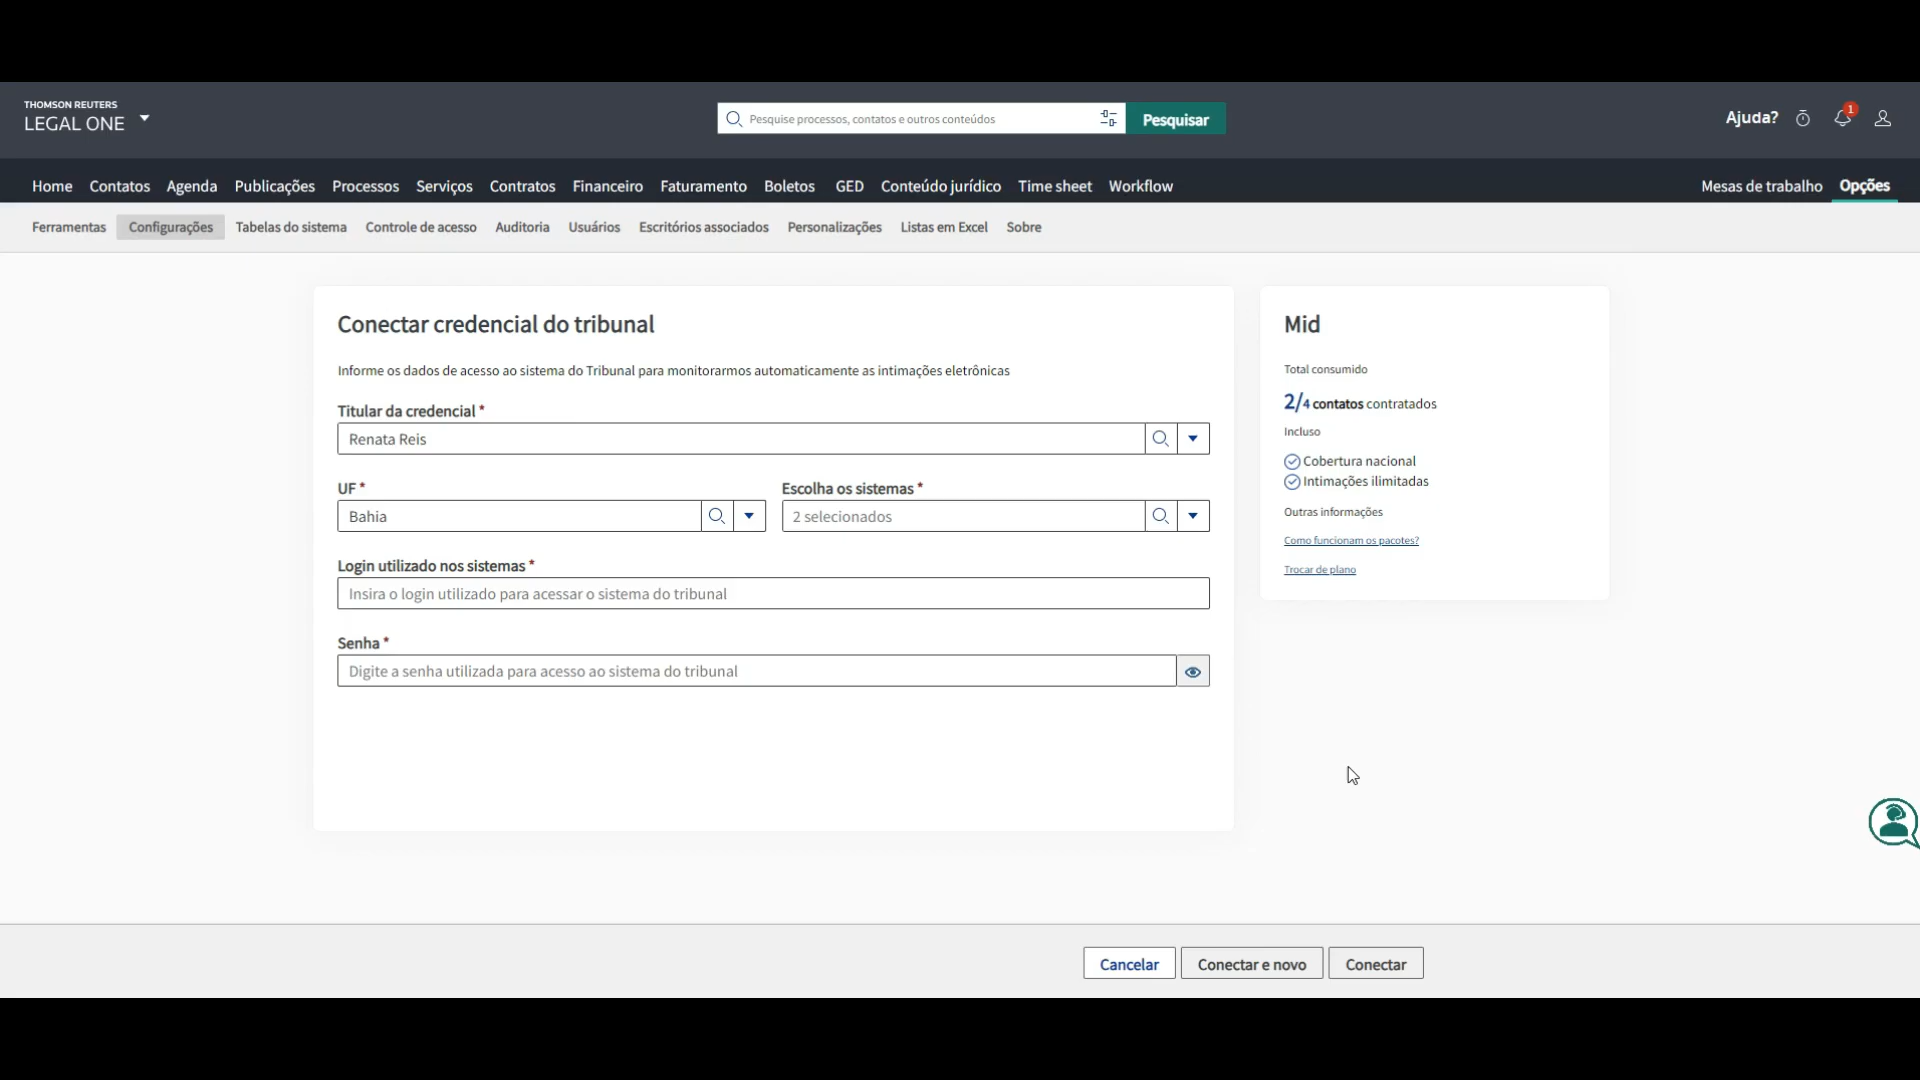 THOMSON REUTERS
LEGAL ONE
Pesquise processos, contatos e outros conteúdos
Pesquisar
Ajuda?
1
Home Contatos Agenda Publicações Processos Serviços Contratos Financeiro Faturamento Boletos GED Conteúdo jurídico Time sheet Workflow Mesas de trabalho Opções
Ferramentas Configurações Tabelas do sistema Controle de acesso Auditoria Usuários Escritórios associados Personalizações Listas em Excel Sobre
Conectar credencial do tribunal
Informe os dados de acesso ao sistema do Tribunal para monitorarmos automaticamente as intimações eletrônicas
Titular da credencial *
Renata Reis
UF * Escolha os sistemas *
Bahia 2 selecionados
Login utilizado nos sistemas *
Insira o login utilizado para acessar o sistema do tribunal
Senha *
Digite a senha utilizada para acesso ao sistema do tribunal
Mid
Total consumido
2/4 contatos contratados
Incluso
Cobertura nacional
Intimações ilimitadas
Outras informações
Como funcionam os pacotes?
Trocar de plano
Cancelar Conectar e novo Conectar